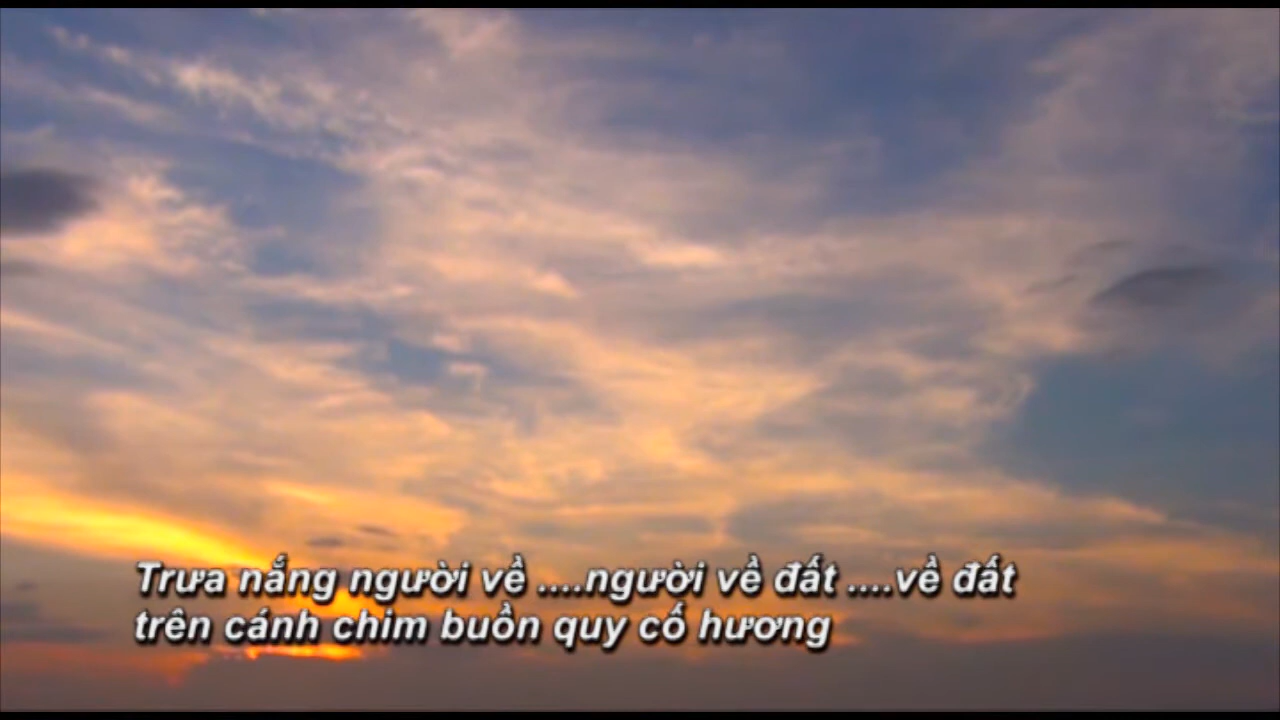 Trưa nắng người về ....người về đất ....về đất
trên cánh chim buồn quy cố hương